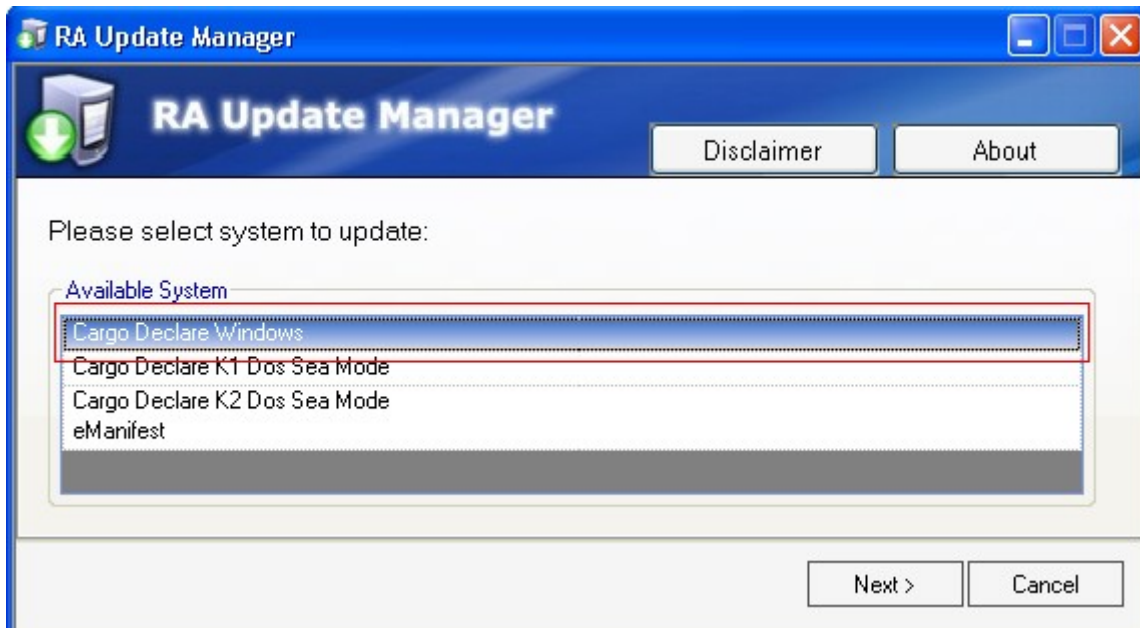 RA Update Manager
RA Update Manager
Disclaimer
About
Please select system to update:
Available System
Cargo Declare Windows
Cargo Declare K1 Dos Sea Mode
Cargo Declare K2 Dos Sea Mode
eManifest
Next >
Cancel